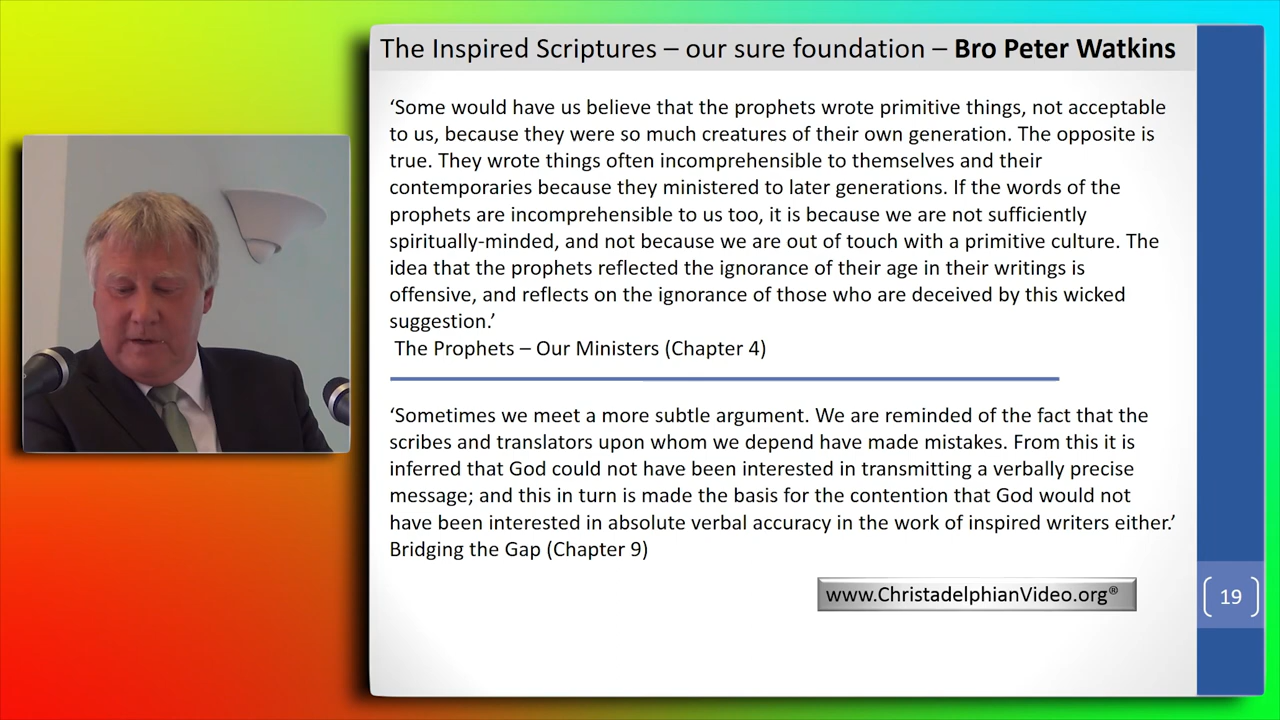 The Inspired Scriptures – our sure foundation – Bro Peter Watkins
‘Some would have us believe that the prophets wrote primitive things, not acceptable
to us, because they were so much creatures of their own generation. The opposite is
true. They wrote things often incomprehensible to themselves and their
contemporaries because they ministered to later generations. If the words of the
prophets are incomprehensible to us too, it is because we are not sufficiently
spiritually-minded, and not because we are out of touch with a primitive culture. The
idea that the prophets reflected the ignorance of their age in their writings is
offensive, and reflects on the ignorance of those who are deceived by this wicked
suggestion.’
The Prophets – Our Ministers (Chapter 4)
‘Sometimes we meet a more subtle argument. We are reminded of the fact that the
scribes and translators upon whom we depend have made mistakes. From this it is
inferred that God could not have been interested in transmitting a verbally precise
message; and this in turn is made the basis for the contention that God would not
have been interested in absolute verbal accuracy in the work of inspired writers either.’
Bridging the Gap (Chapter 9)
www.ChristadelphianVideo.org®
19